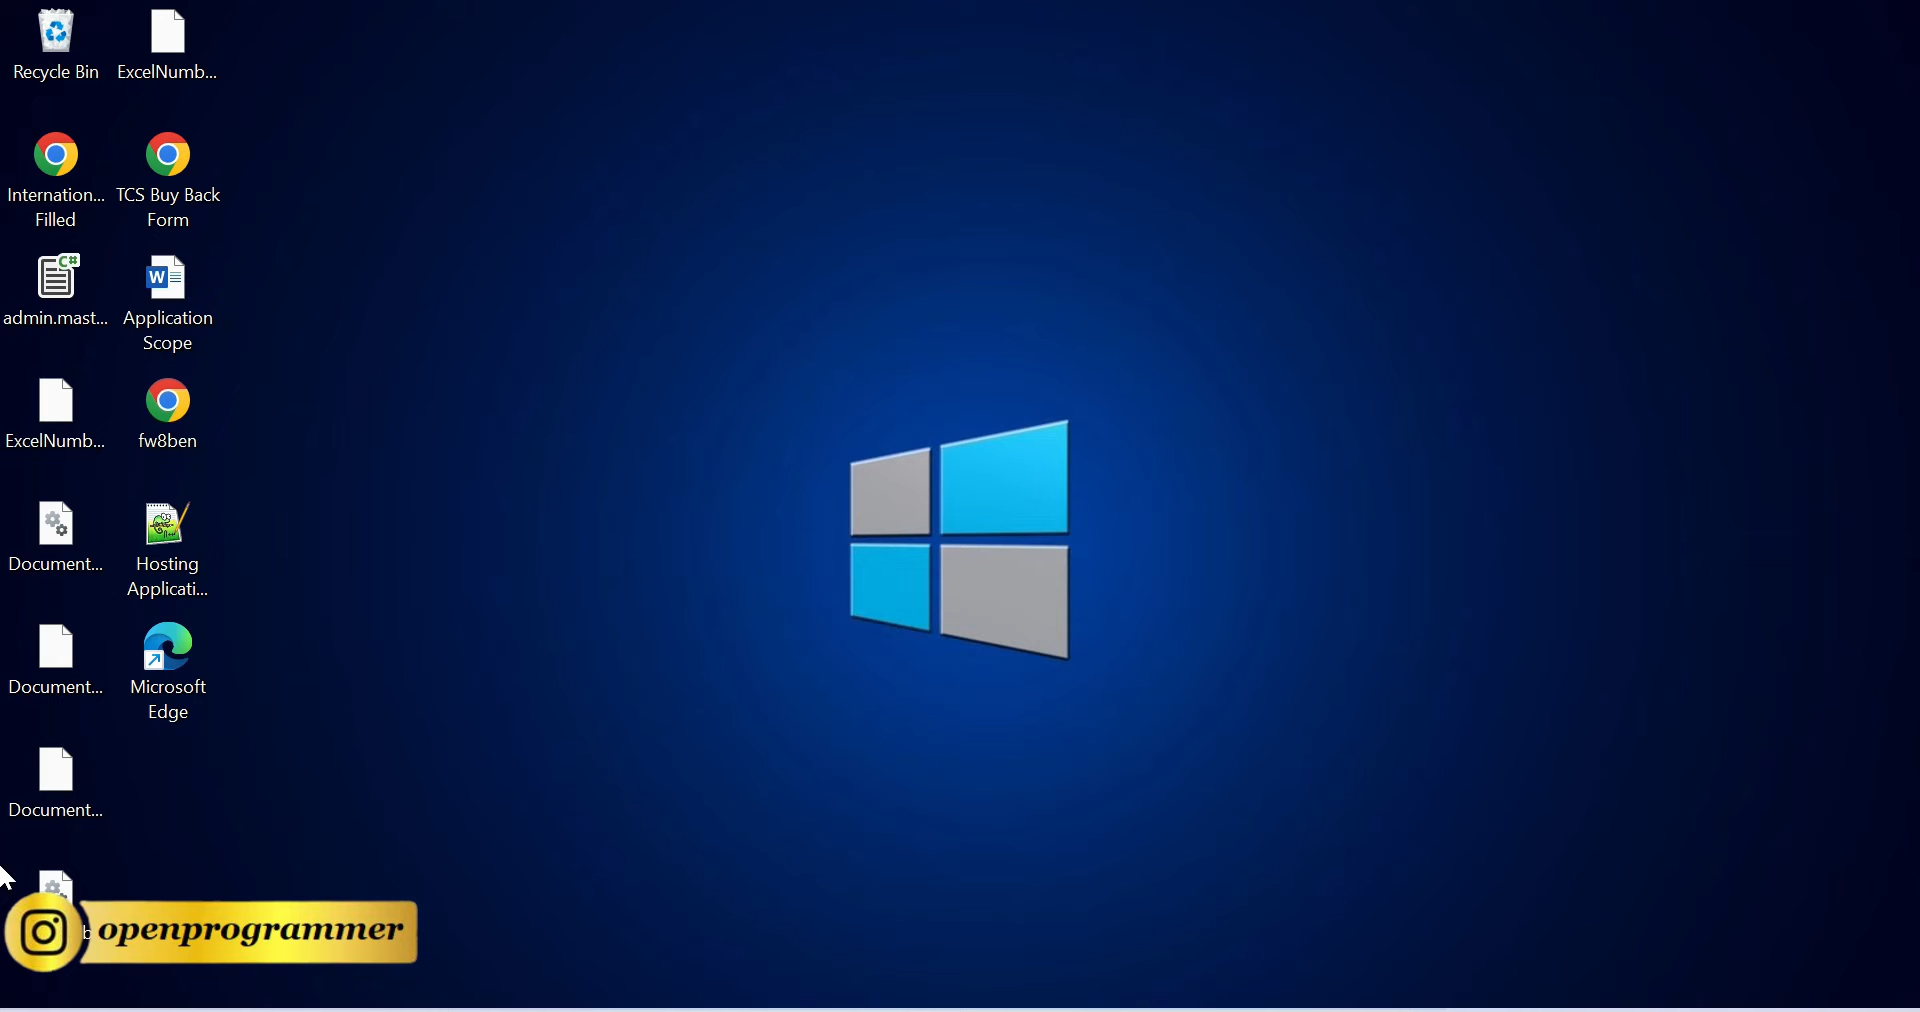 Recycle Bin
ExcelNumb...
Internation...
Filled
TCS Buy Back
Form
admin.mast...
C#
W
Application
Scope
ExcelNumb...
fw8ben
Document...
Hosting
Applicati...
Document...
Microsoft
Edge
Document...
openprogrammer